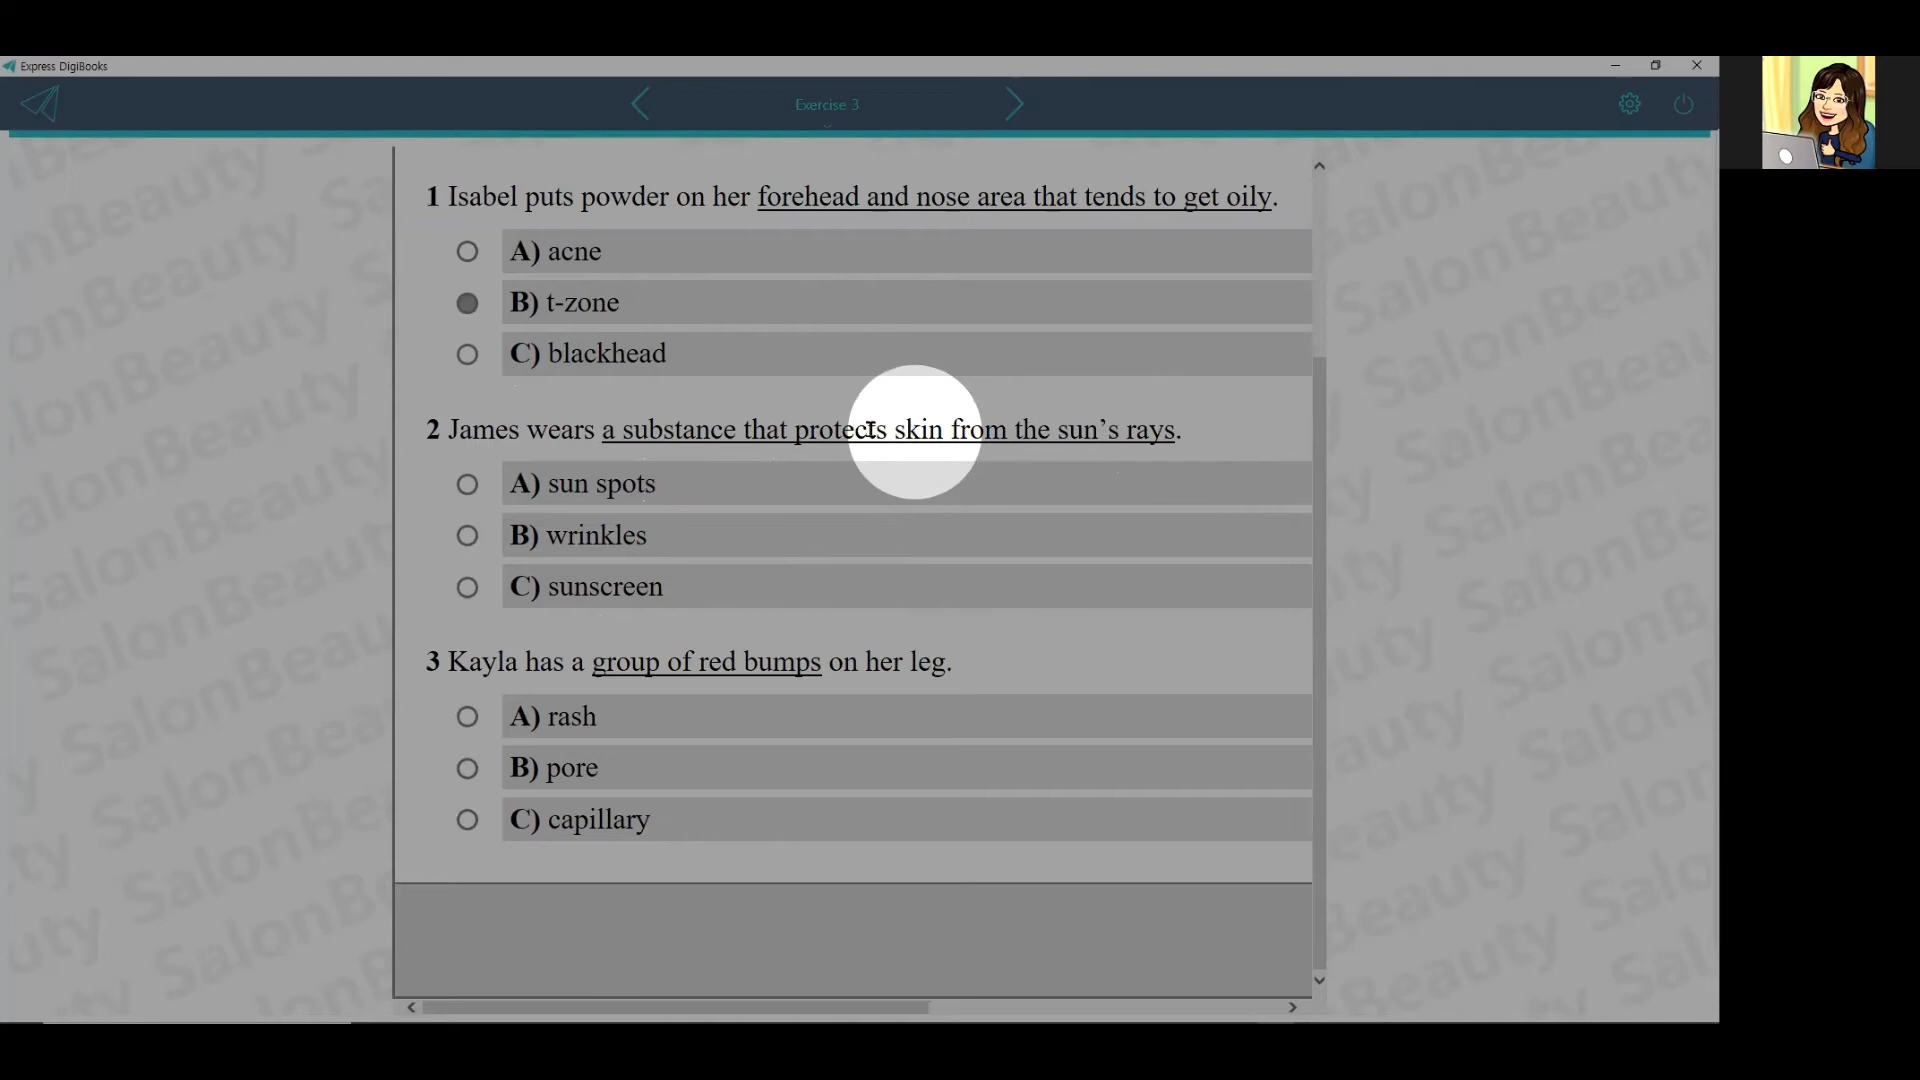 Express DigiBooks
Exercise 3
1 Isabel puts powder on her forehead and nose area that tends to get oily.
A) acne
B) t-zone
C) blackhead
2 James wears a substance that protects skin from the sun’s rays.
A) sun spots
B) wrinkles
C) sunscreen
3 Kayla has a group of red bumps on her leg.
A) rash
B) pore
C) capillary
SalonBeauty